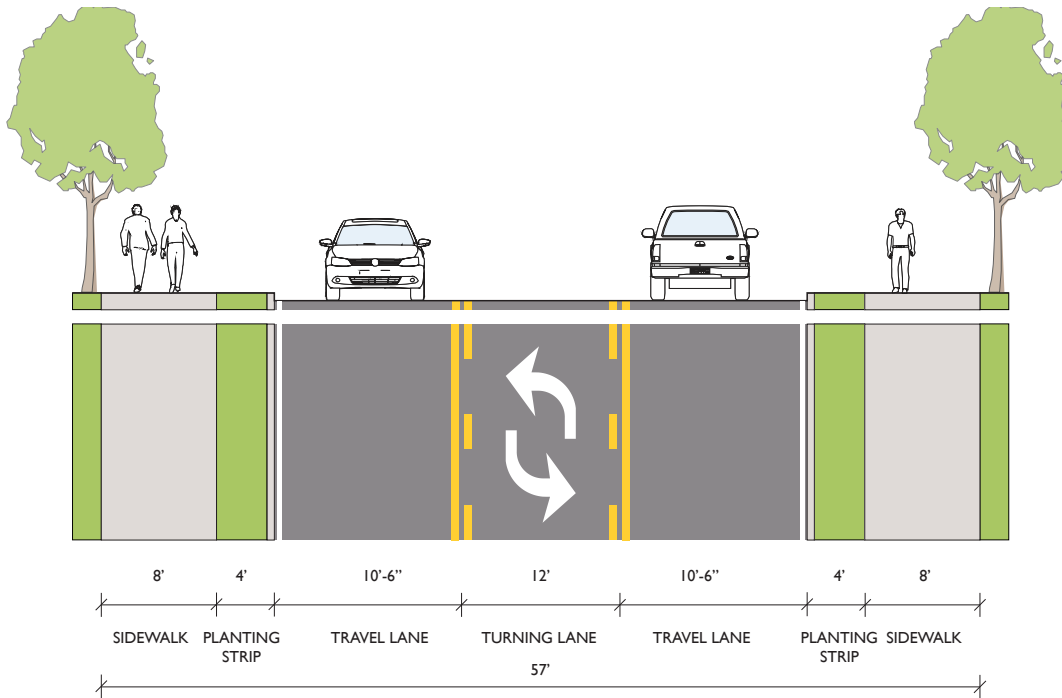 8’ 4’ 10’-6” 12’ 10’-6” 4’ 8’
SIDEWALK PLANTING STRIP TRAVEL LANE TURNING LANE TRAVEL LANE PLANTING STRIP SIDEWALK
57’